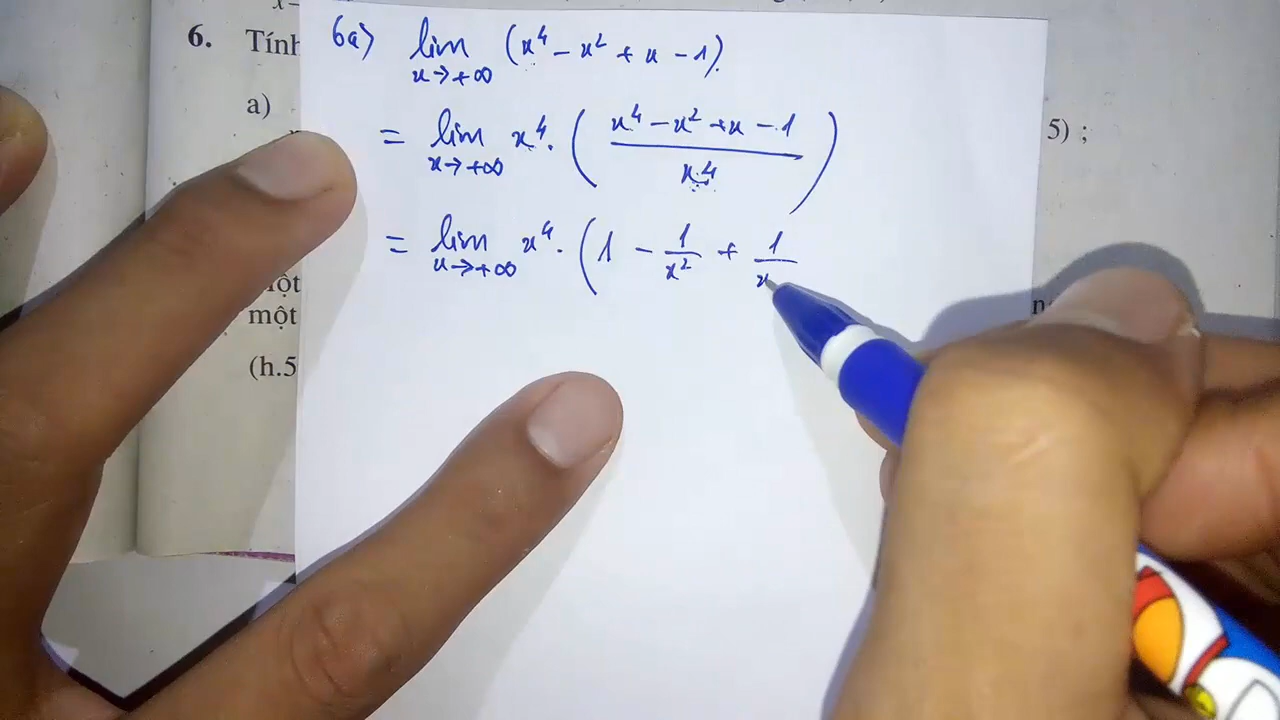 6. Tính
a)
5) ;
một
(h.5
6a) lim (x⁴ - x² + x - 1)
x→+∞
= lim x⁴. ( x⁴ - x² + x - 1 / x⁴ )
x→+∞
= lim x⁴. ( 1 - 1/x² + 1/x
x→+∞